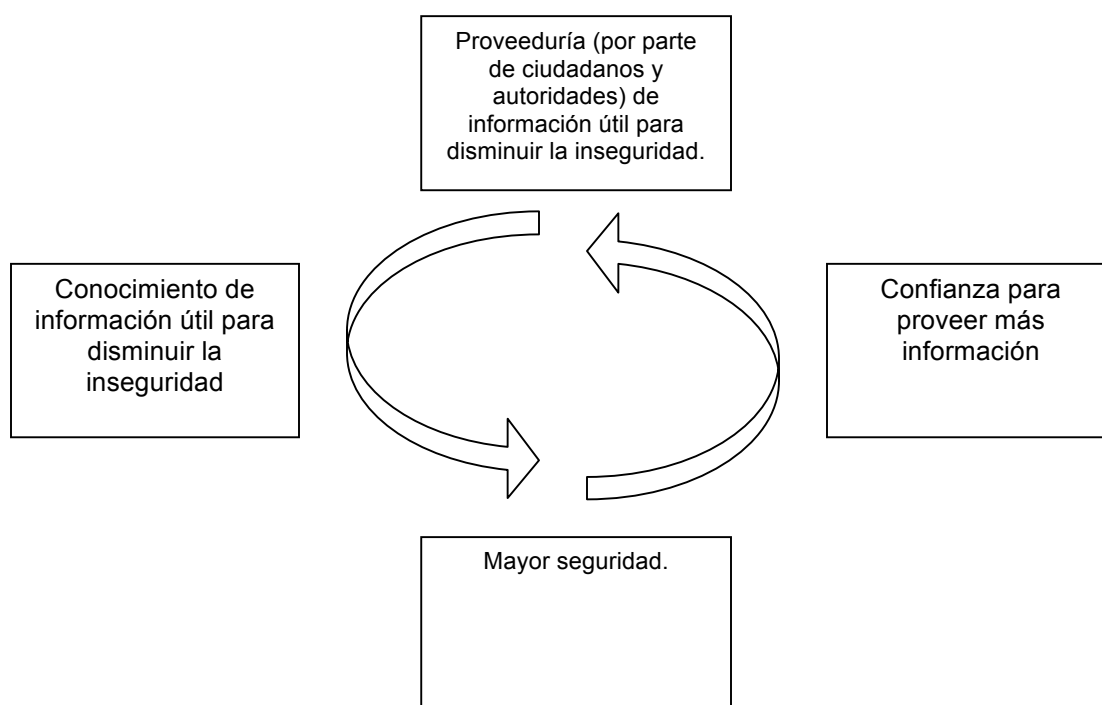 Proveeduría (por parte
de ciudadanos y
autoridades) de
información útil para
disminuir la inseguridad.
Conocimiento de
información útil para
disminuir la
inseguridad
Confianza para
proveer más
información
Mayor seguridad.